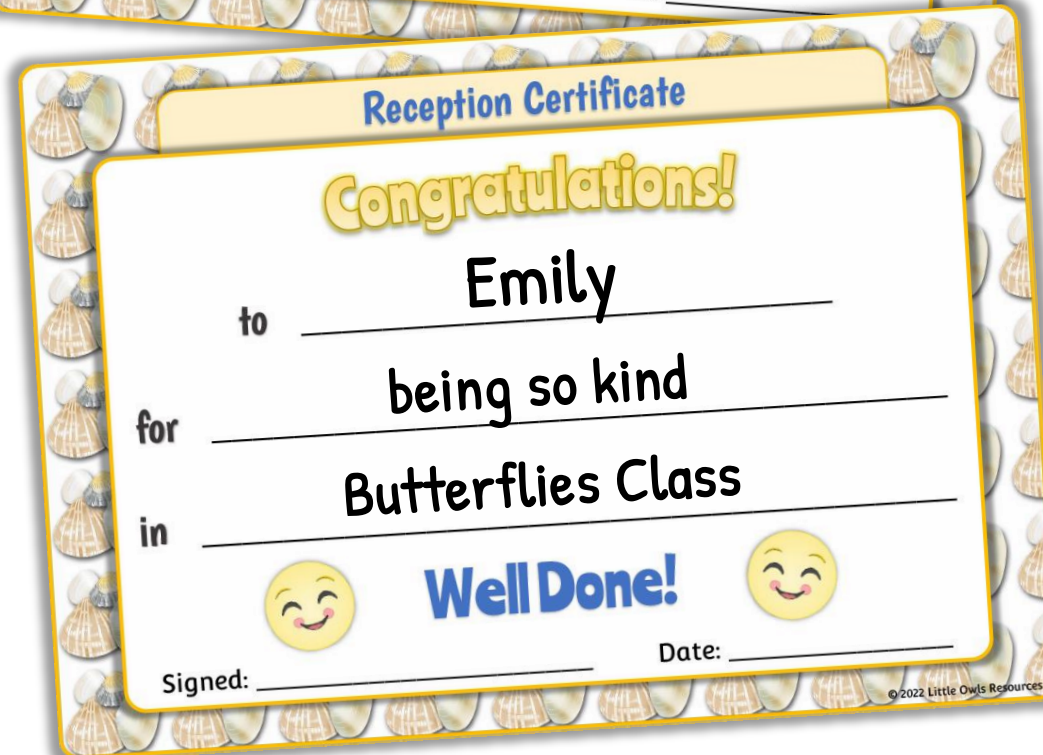 Reception Certificate
Congratulations!
to Emily
for being so kind
in Butterflies Class
Well Done!
Signed: Date:
© 2022 Little Owls Resources